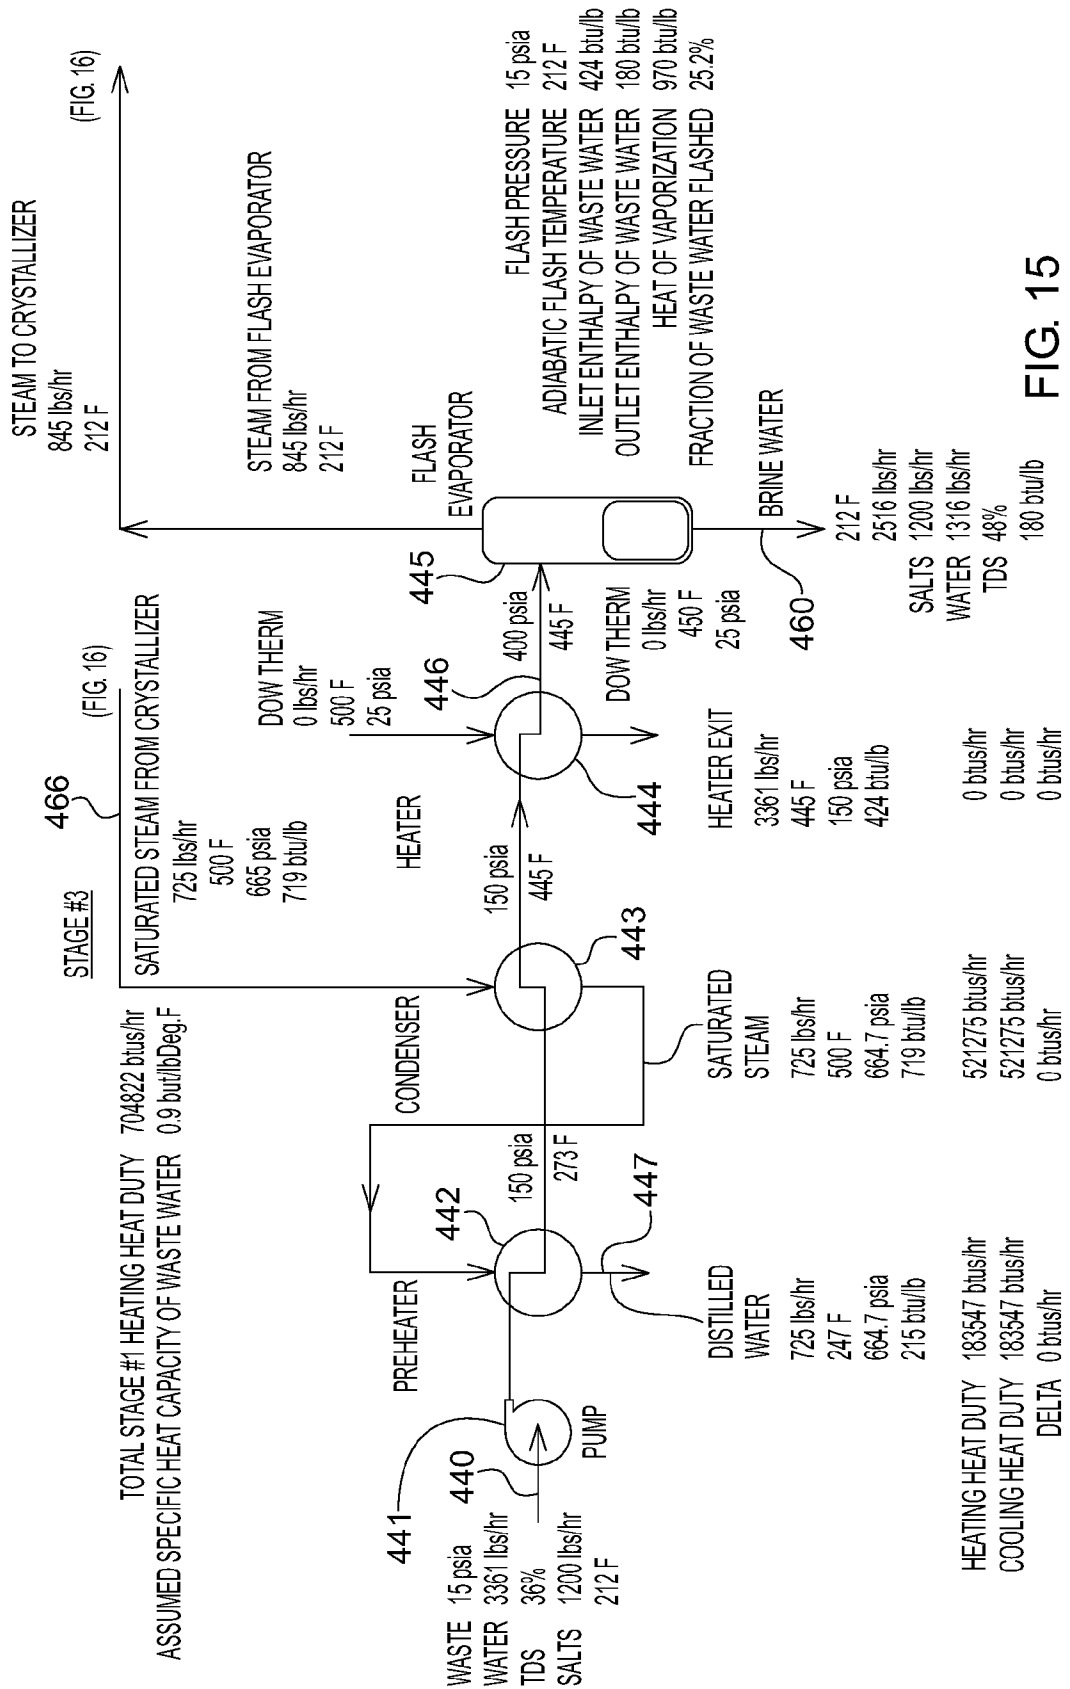 TOTAL STAGE #1 HEATING HEAT DUTY 704822 btus/hr
ASSUMED SPECIFIC HEAT CAPACITY OF WASTE WATER 0.9 but/lbDeg.F
STAGE #3
466
(FIG. 16)
SATURATED STEAM FROM CRYSTALLIZER
725 lbs/hr
500 F
665 psia
719 btu/lb
STEAM TO CRYSTALLIZER
845 lbs/hr
212 F
(FIG. 16)
STEAM FROM FLASH EVAPORATOR
845 lbs/hr
212 F
WASTE WATER
15 psia
3361 lbs/hr
TDS 36%
SALTS 1200 lbs/hr
212 F
440
441
PUMP
PREHEATER
442
150 psia
273 F
447
CONDENSER
443
150 psia
445 F
HEATER
444
DOW THERM
0 lbs/hr
500 F
25 psia
446
400 psia
445 F
DOW THERM
0 lbs/hr
450 F
25 psia
445
FLASH
EVAPORATOR
FLASH PRESSURE 15 psia
ADIABATIC FLASH TEMPERATURE 212 F
INLET ENTHALPY OF WASTE WATER 424 btu/lb
OUTLET ENTHALPY OF WASTE WATER 180 btu/lb
HEAT OF VAPORIZATION 970 btu/lb
FRACTION OF WASTE WATER FLASHED 25.2%
460
BRINE WATER
212 F
2516 lbs/hr
SALTS 1200 lbs/hr
WATER 1316 lbs/hr
TDS 48%
180 btu/lb
DISTILLED
WATER
725 lbs/hr
247 F
664.7 psia
215 btu/lb
SATURATED
STEAM
725 lbs/hr
500 F
664.7 psia
719 btu/lb
HEATER EXIT
3361 lbs/hr
445 F
150 psia
424 btu/lb
HEATING HEAT DUTY 183547 btus/hr 521275 btus/hr 0 btus/hr
COOLING HEAT DUTY 183547 btus/hr 521275 btus/hr 0 btus/hr
DELTA 0 btus/hr 0 btus/hr 0 btus/hr
FIG. 15